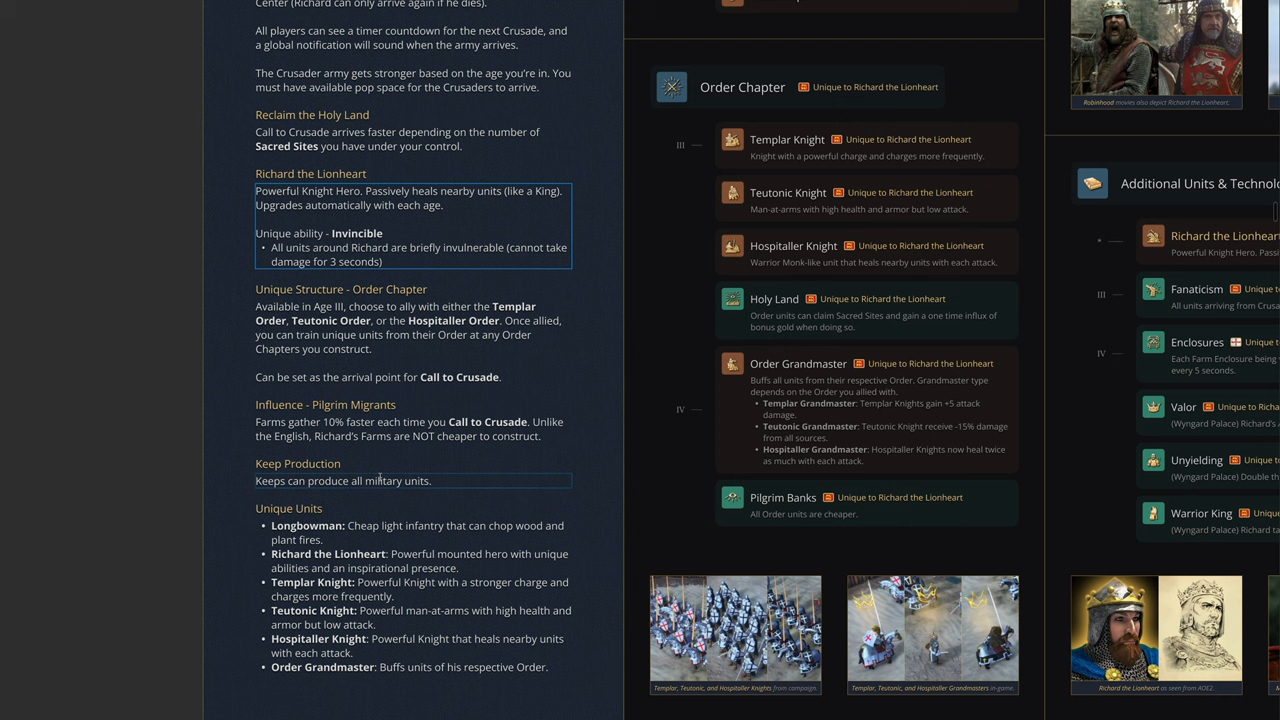 Center (Richard can only arrive again if he dies).
All players can see a timer countdown for the next Crusade, and
a global notification will sound when the army arrives.
The Crusader army gets stronger based on the age you're in. You
must have available pop space for the Crusaders to arrive.
Reclaim the Holy Land
Call to Crusade arrives faster depending on the number of
Sacred Sites you have under your control.
Richard the Lionheart
Powerful Knight Hero. Passively heals nearby units (like a King).
Upgrades automatically with each age.
Unique ability - Invincible
• All units around Richard are briefly invulnerable (cannot take
damage for 3 seconds)
Unique Structure - Order Chapter
Available in Age III, choose to ally with either the Templar
Order, Teutonic Order, or the Hospitaller Order. Once allied,
you can train unique units from their Order at any Order
Chapters you construct.
Can be set as the arrival point for Call to Crusade.
Influence - Pilgrim Migrants
Farms gather 10% faster each time you Call to Crusade. Unlike
the English, Richard's Farms are NOT cheaper to construct.
Keep Production
Keeps can produce all military units.
Unique Units
• Longbowman: Cheap light infantry that can chop wood and
plant fires.
• Richard the Lionheart: Powerful mounted hero with unique
abilities and an inspirational presence.
• Templar Knight: Powerful Knight with a stronger charge and
charges more frequently.
• Teutonic Knight: Powerful man-at-arms with high health and
armor but low attack.
• Hospitaller Knight: Powerful Knight that heals nearby units
with each attack.
• Order Grandmaster: Buffs units of his respective Order.
Order Chapter Unique to Richard the Lionheart
III
Templar Knight Unique to Richard the Lionheart
Knight with a powerful charge and charges more frequently.
Teutonic Knight Unique to Richard the Lionheart
Man-at-arms with high health and armor but low attack.
Hospitaller Knight Unique to Richard the Lionheart
Warrior Monk-like unit that heals nearby units with each attack.
Holy Land Unique to Richard the Lionheart
Order units can claim Sacred Sites and gain a one time influx of
bonus gold when doing so.
IV
Order Grandmaster Unique to Richard the Lionheart
Buffs all units from their respective Order. Grandmaster type
depends on the Order you allied with.
• Templar Grandmaster: Templar Knights gain +5 attack
damage.
• Teutonic Grandmaster: Teutonic Knight receive -15% damage
from all sources.
• Hospitaller Grandmaster: Hospitaller Knights now heal twice
as much with each attack.
Pilgrim Banks Unique to Richard the Lionheart
All Order units are cheaper.
Templar, Teutonic, and Hospitaller Knights from campaign.
Templar, Teutonic, and Hospitaller Grandmasters in-game.
Robinhood movies also depict Richard the Lionheart.
Additional Units & Technolo
Richard the Lionhear
Powerful Knight Hero. Passi
III
Fanaticism Unique to
All units arriving from Crusa
IV
Enclosures Unique t
Each Farm Enclosure being
every 5 seconds.
Valor Unique to Rich
(Wyngard Palace) Richard's
Unyielding Unique to
(Wyngard Palace) Double th
Warrior King Unique
(Wyngard Palace) Richard ta
Richard the Lionheart as seen from AOE2.